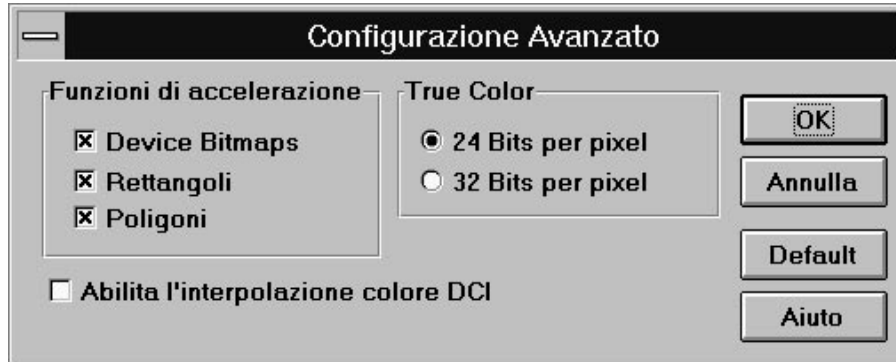 Configurazione Avanzato
Funzioni di accelerazione
Device Bitmaps
Rettangoli
Poligoni
True Color
24 Bits per pixel
32 Bits per pixel
Abilita l'interpolazione colore DCI
OK
Annulla
Default
Aiuto